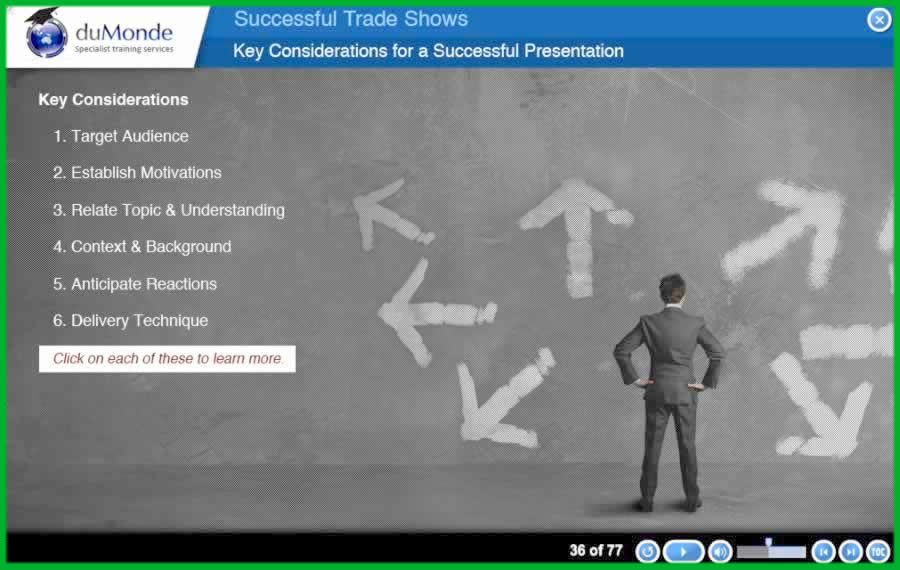 duMonde
Specialist training services
Successful Trade Shows
Key Considerations for a Successful Presentation
Key Considerations
1. Target Audience
2. Establish Motivations
3. Relate Topic & Understanding
4. Context & Background
5. Anticipate Reactions
6. Delivery Technique
Click on each of these to learn more.
36 of 77
TOC